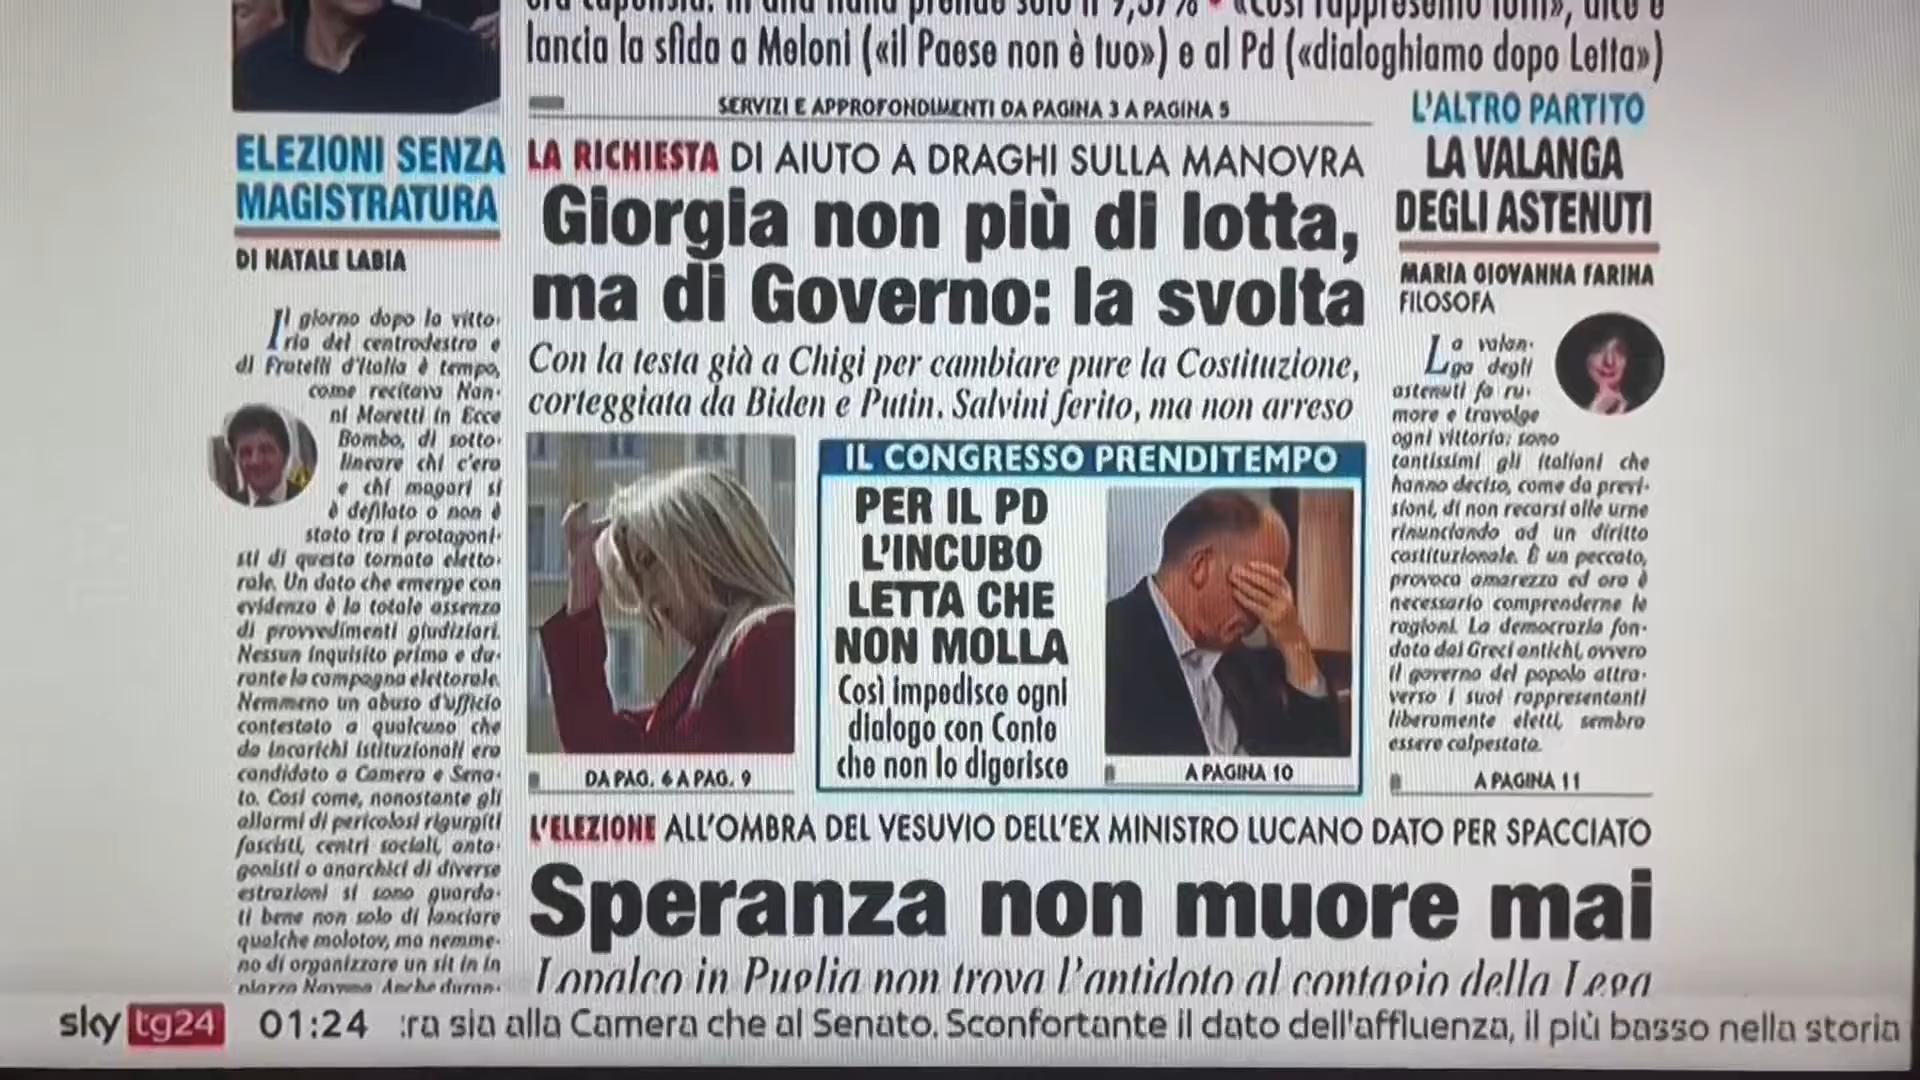 lancia la sfida a Meloni («il Paese non è tuo») e al Pd («dialoghiamo dopo Letta»)
SERVIZI E APPROFONDIMENTI DA PAGINA 3 A PAGINA 5
ELEZIONI SENZA
MAGISTRATURA
DI NATALE LABIA
Il giorno dopo la vitto-
ria del centrodestra e
di Fratelli d'Italia è tempo,
come recitava Nan-
ni Moretti in Ecce
Bombo, di sotto-
lineare chi c'era
e chi magari si
è defilato o non è
stato tra i protagoni-
sti di questa tornata eletto-
rale. Un dato che emerge con
evidenza è la totale assenza
di provvedimenti giudiziari.
Nessun inquisito prima e du-
rante la campagna elettorale.
Nemmeno un abuso d'ufficio
contestato a qualcuno che
da incarichi istituzionali era
candidato a Camera e Sena-
to. Così come, nonostante gli
allarmi di pericolosi rigurgiti
fascisti, centri sociali, anta-
gonisti o anarchici di diverse
estrazioni si sono guarda-
ti bene non solo di lanciare
qualche molotov, ma nemme-
no di organizzare un sit in in
piazza Navona. Anche duran-
LA RICHIESTA DI AIUTO A DRAGHI SULLA MANOVRA
Giorgia non più di lotta,
ma di Governo: la svolta
Con la testa già a Chigi per cambiare pure la Costituzione,
corteggiata da Biden e Putin. Salvini ferito, ma non arreso
DA PAG. 6 A PAG. 9
IL CONGRESSO PRENDITEMPO
PER IL PD
L'INCUBO
LETTA CHE
NON MOLLA
Così impedisce ogni
dialogo con Conte
che non lo digerisce
A PAGINA 10
L'ALTRO PARTITO
LA VALANGA
DEGLI ASTENUTI
MARIA GIOVANNA FARINA
FILOSOFA
La valan-
ga degli
astenuti fa ru-
more e travolge
ogni vittoria: sono
tantissimi gli italiani che
hanno deciso, come da previ-
sioni, di non recarsi alle urne
rinunciando ad un diritto
costituzionale. È un peccato,
provoca amarezza ed ora è
necessario comprenderne le
ragioni. La democrazia fon-
data dai Greci antichi, ovvero
il governo del popolo attra-
verso i suoi rappresentanti
liberamente eletti, sembra
essere calpestata.
A PAGINA 11
L'ELEZIONE ALL'OMBRA DEL VESUVIO DELL'EX MINISTRO LUCANO DATO PER SPACCIATO
Speranza non muore mai
Lopalco in Puglia non trova l'antidoto al contagio della Lega
sky tg24 01:24 :ra sia alla Camera che al Senato. Sconfortante il dato dell'affluenza, il più basso nella storia